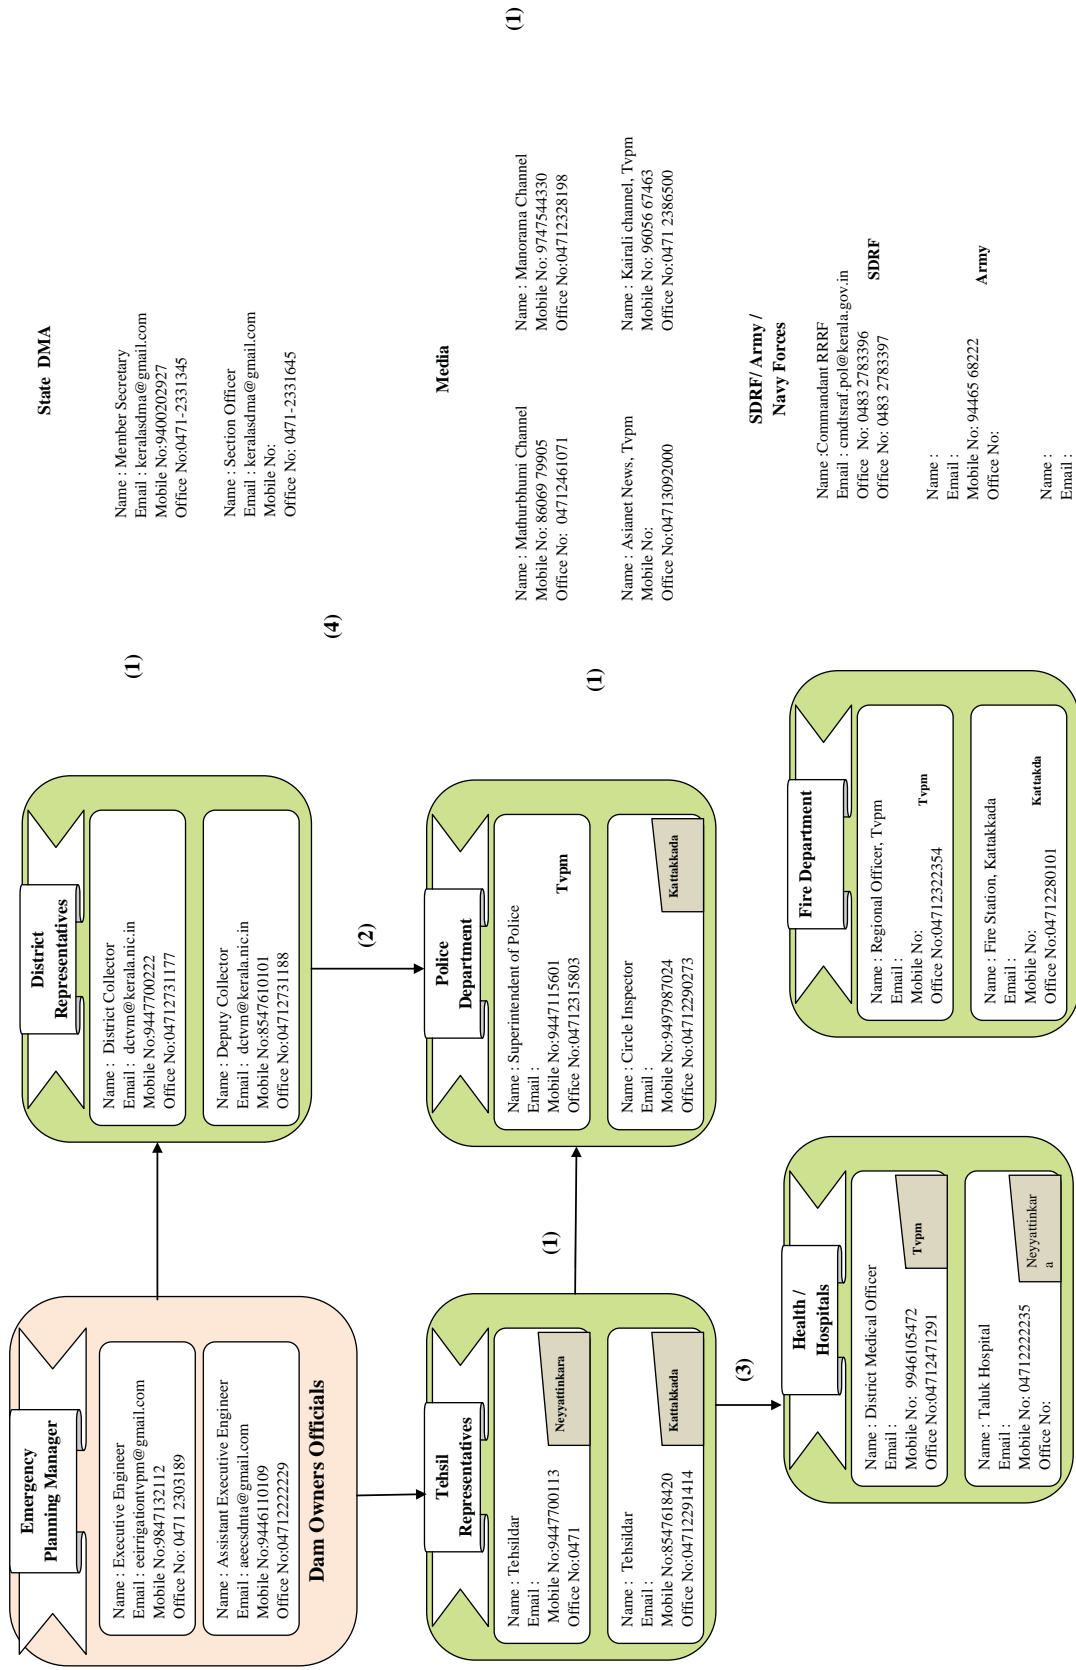 Emergency
Planning Manager
Name : Executive Engineer
Email : eeirrigationtvpm@gmail.com
Mobile No:9847132112
Office No: 0471 2303189
Name : Assistant Executive Engineer
Email : aeecsdnta@gmail.com
Mobile No:9446110109
Office No:04712222229
Dam Owners Officials
District
Representatives
Name : District Collector
Email : dctvm@kerala.nic.in
Mobile No:9447700222
Office No:04712731177
Name : Deputy Collector
Email : dctvm@kerala.nic.in
Mobile No:8547610101
Office No:04712731188
(1)
State DMA
Name : Member Secretary
Email : keralasdma@gmail.com
Mobile No:9400202927
Office No:0471-2331345
Name : Section Officer
Email : keralasdma@gmail.com
Mobile No:
Office No: 0471-2331645
(2)
(4)
Tehsil
Representatives
Name : Tehsildar
Email :
Mobile No:9447700113
Office No:0471
Neyyattinkara
Name : Tehsildar
Email :
Mobile No:8547618420
Office No:04712291414
Kattakkada
(1)
Police
Department
Name : Superintendent of Police
Email :
Mobile No:9447115601
Office No:04712315803
Tvpm
Name : Circle Inspector
Email :
Mobile No:9497987024
Office No:04712290273
Kattakkada
(1)
Media
Name : Mathurbhumi Channel
Mobile No: 86069 79905
Office No: 04712461071
Name : Manorama Channel
Mobile No: 9747544330
Office No:04712328198
Name : Asianet News, Tvpm
Mobile No:
Office No:04713092000
Name : Kairali channel, Tvpm
Mobile No: 96056 67463
Office No:0471 2386500
(1)
(3)
Health /
Hospitals
Name : District Medical Officer
Email :
Mobile No: 9946105472
Office No:04712471291
Tvpm
Name : Taluk Hospital
Email :
Mobile No: 04712222235
Office No:
Neyyattinkar
a
Fire Department
Name : Regional Officer, Tvpm
Email :
Mobile No:
Office No:04712322354
Tvpm
Name : Fire Station, Kattakkada
Email :
Mobile No:
Office No:04712280101
Kattakda
SDRF/ Army /
Navy Forces
Name :Commandant RRRF
Email : cmdtsraf.pol@kerala.gov.in
Office No: 0483 2783396
Office No: 0483 2783397
SDRF
Name :
Email :
Mobile No: 94465 68222
Office No:
Army
Name :
Email :